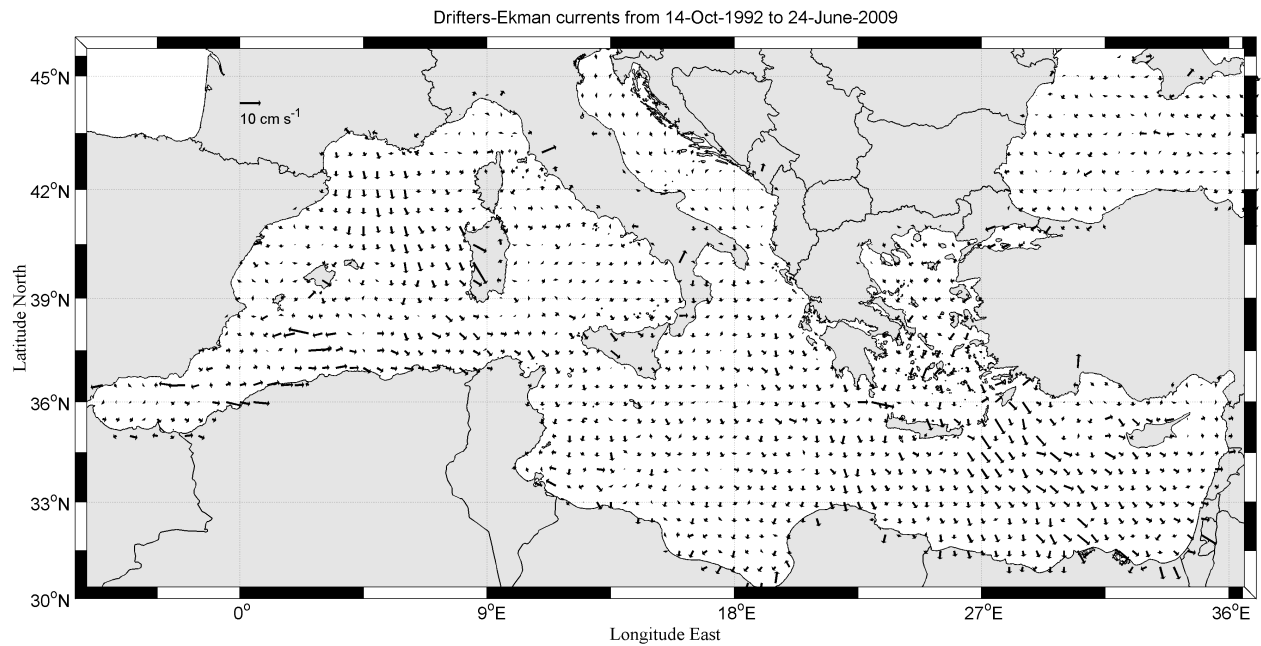 Drifters-Ekman currents from 14-Oct-1992 to 24-June-2009
45°N
10 cm s⁻¹
42°N
39°N
36°N
33°N
30°N
Latitude North
0°
9°E
18°E
27°E
36°E
Longitude East